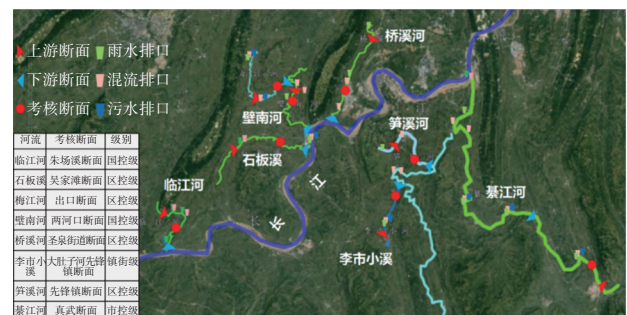 上游断面 雨水排口
下游断面 混流排口
考核断面 污水排口
河流 考核断面 级别
临江河 朱场溪断面 国控级
石板溪 吴家滩断面 区控级
梅江河 出口断面 区控级
壁南河 两河口断面 国控级
桥溪河 圣泉街道断面 区控级
李市小溪 大肚子河先锋镇断面 镇街级
笋溪河 先锋镇断面 区控级
綦江河 真武断面 市控级
桥溪河
壁南河
笋溪河
石板溪
临江河
长江
綦江河
李市小溪